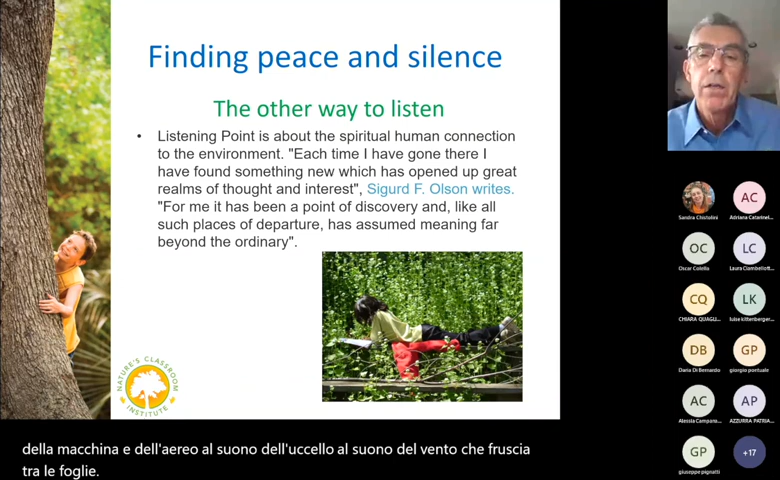 Finding peace and silence
The other way to listen
• Listening Point is about the spiritual human connection
to the environment. "Each time I have gone there I
have found something new which has opened up great
realms of thought and interest", Sigurd F. Olson writes.
"For me it has been a point of discovery and, like all
such places of departure, has assumed meaning far
beyond the ordinary".
NATURE'S CLASSROOM
INSTITUTE
della macchina e dell'aereo al suono dell'uccello al suono del vento che fruscia
tra le foglie.
Sandra Chistolini
AC
Adriana Catarinel...
OC
Oscar Colella
LC
Laura Ciambellott...
CQ
CHIARA QUAGLI...
LK
luise kittenberger...
DB
Daria Di Bernardo
GP
giorgio portuale
AC
Alessia Campana...
AP
AZZURRA PATRIA...
GP
giuseppe pignatti
+17